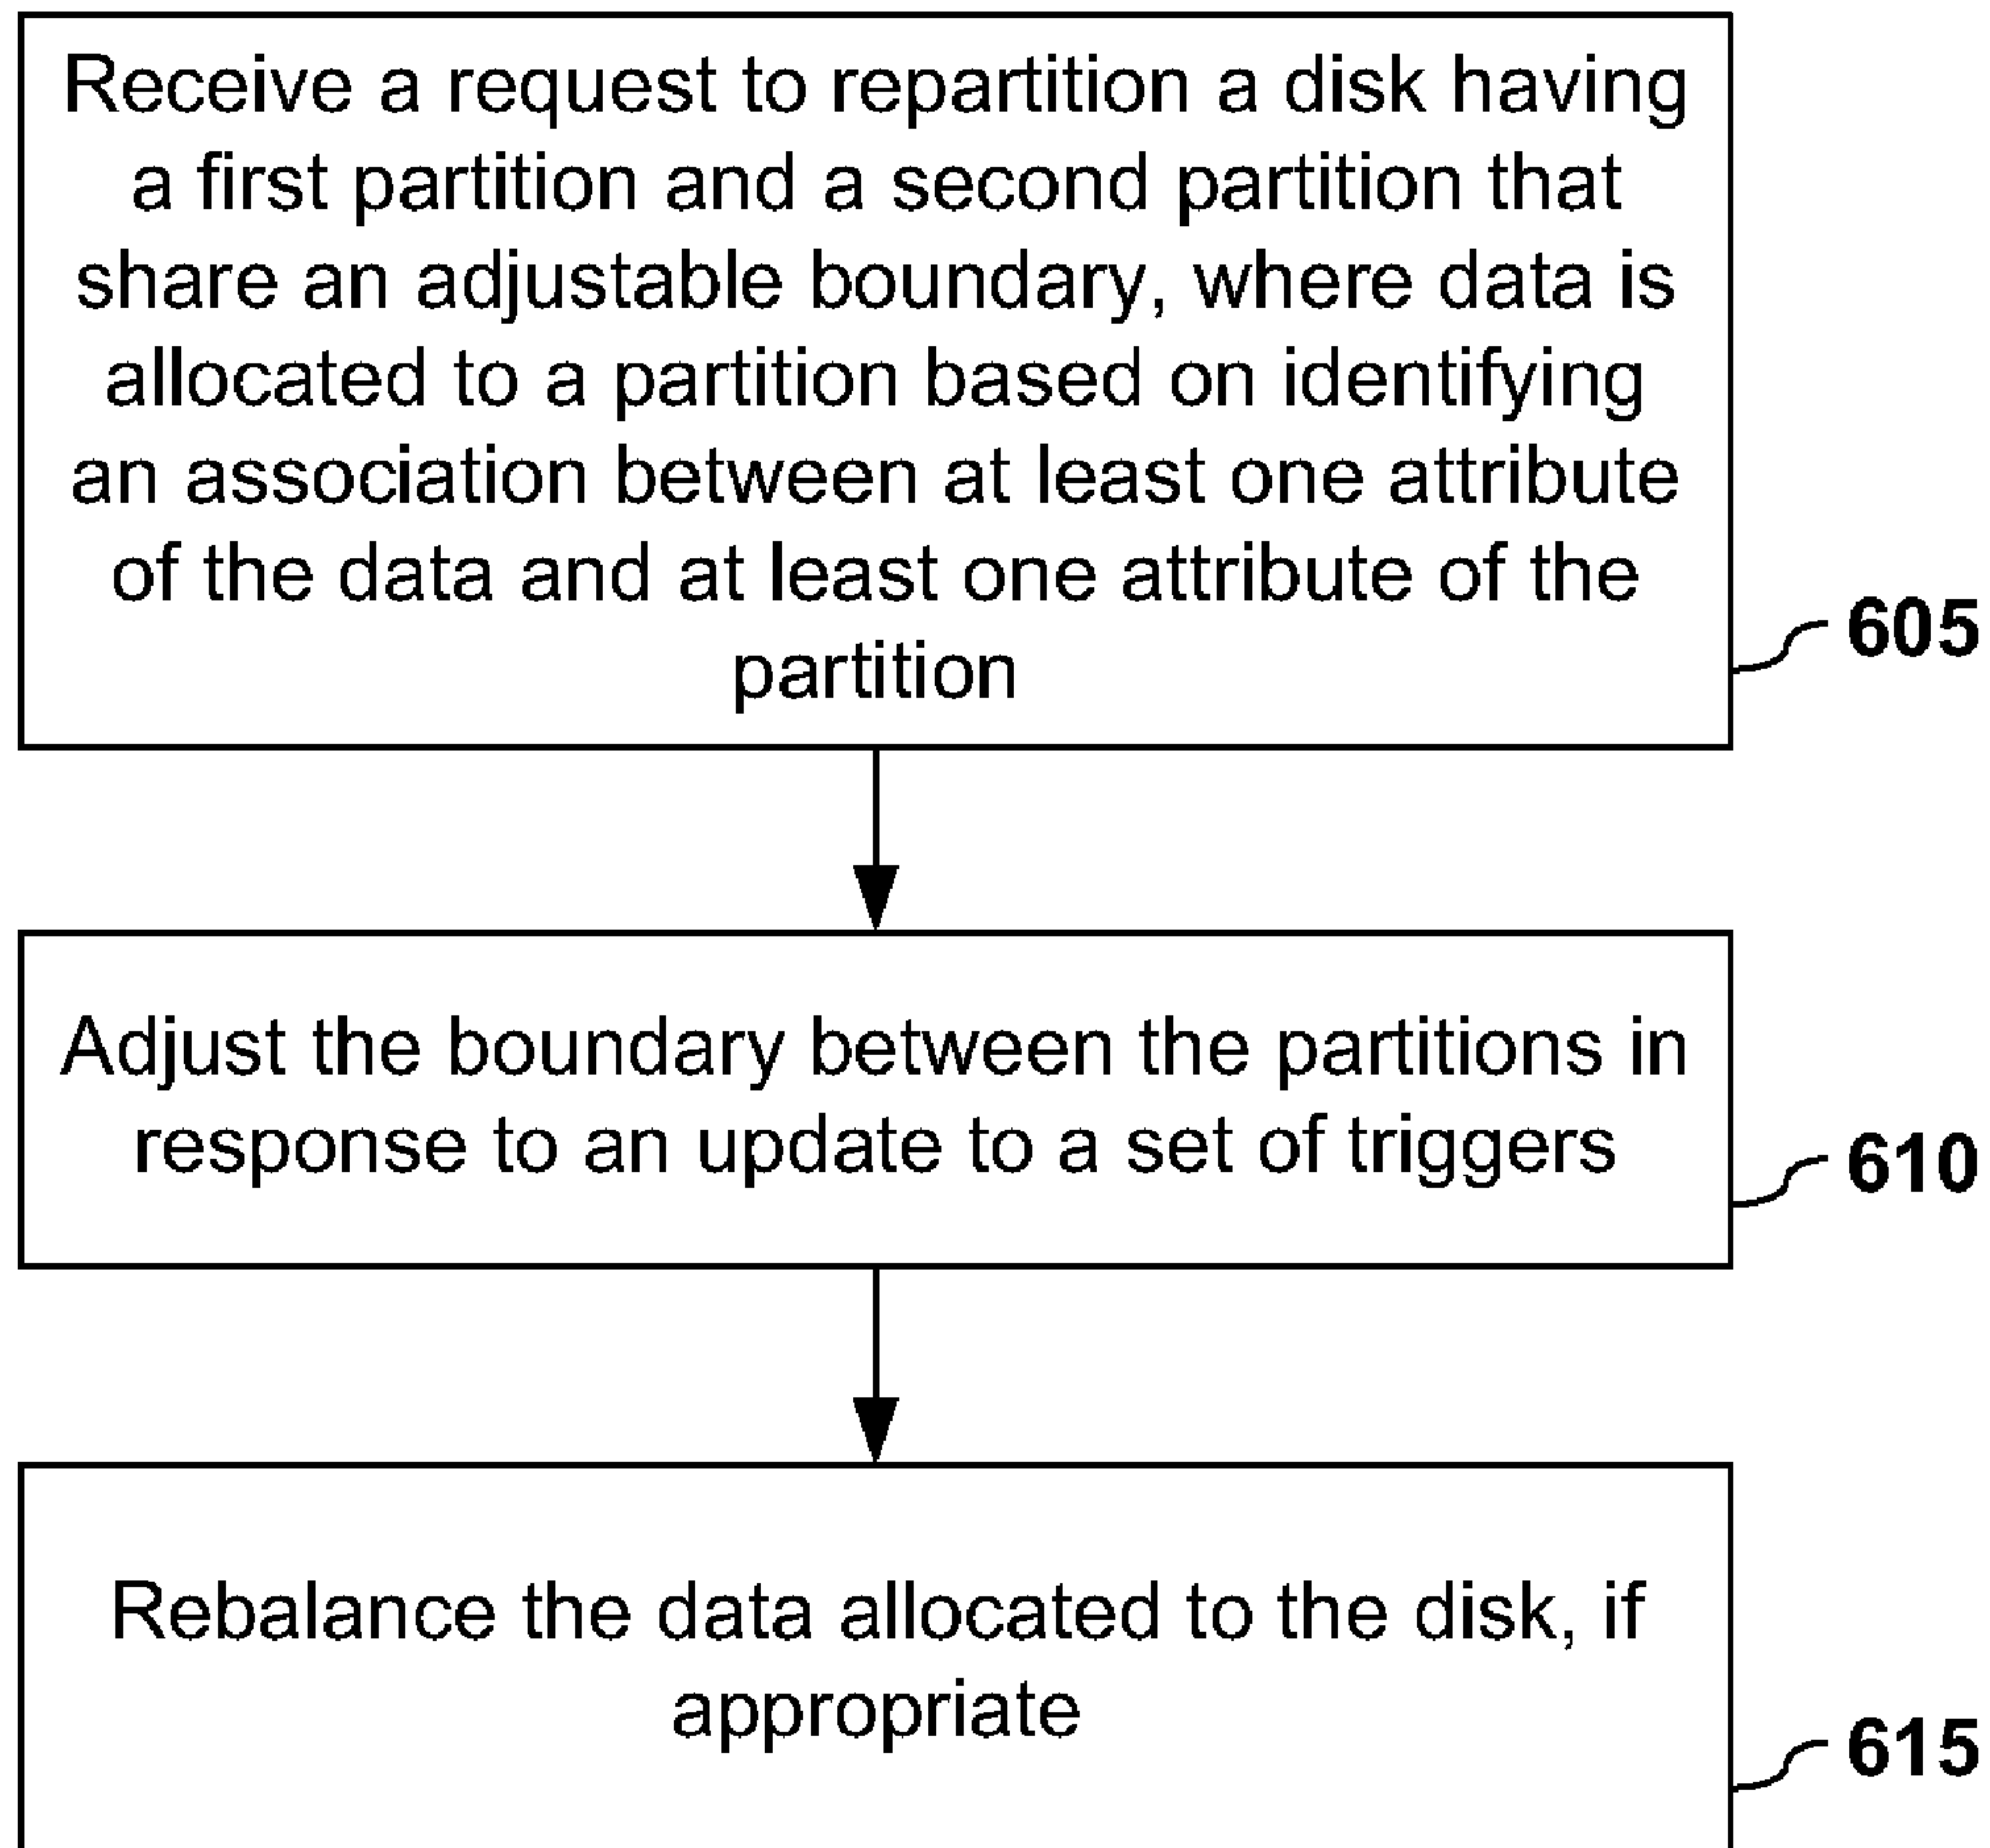 Receive a request to repartition a disk having
a first partition and a second partition that
share an adjustable boundary, where data is
allocated to a partition based on identifying
an association between at least one attribute
of the data and at least one attribute of the
partition
605
Adjust the boundary between the partitions in
response to an update to a set of triggers
610
Rebalance the data allocated to the disk, if
appropriate
615